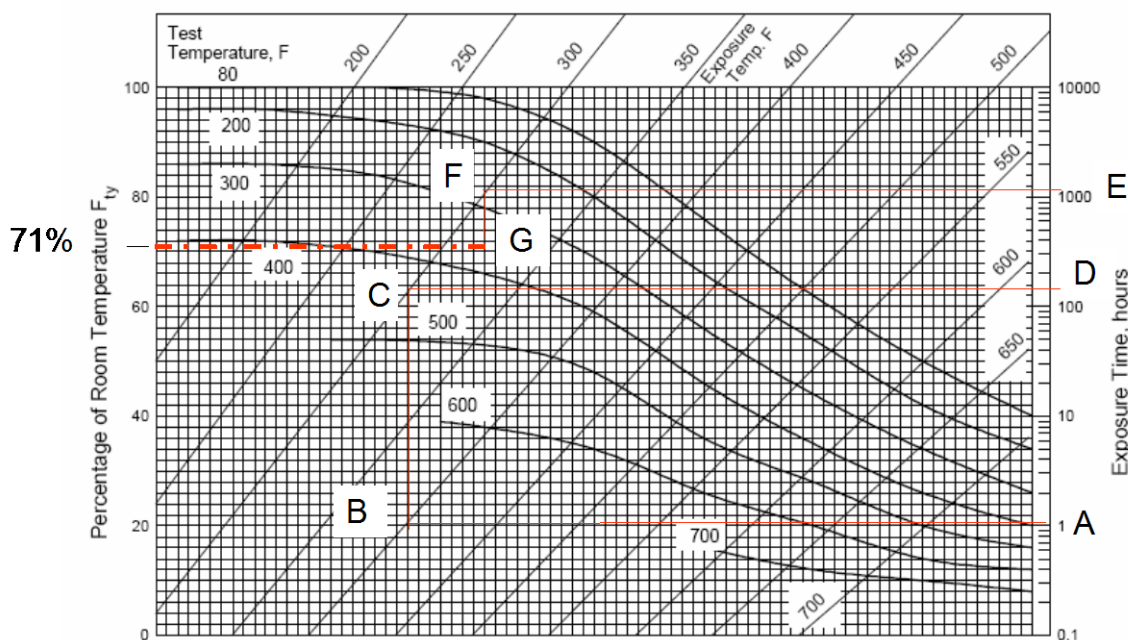 Test
Temperature, F
80
200
250
300
350
Exposure
Temp. F
400
450
500
100
10000
200
550
F
300
80
E
1000
71%
G
400
600
D
C
60
100
500
650
600
40
10
B
20
1
A
700
700
0
0.1
Percentage of Room Temperature Fty
Exposure Time, hours